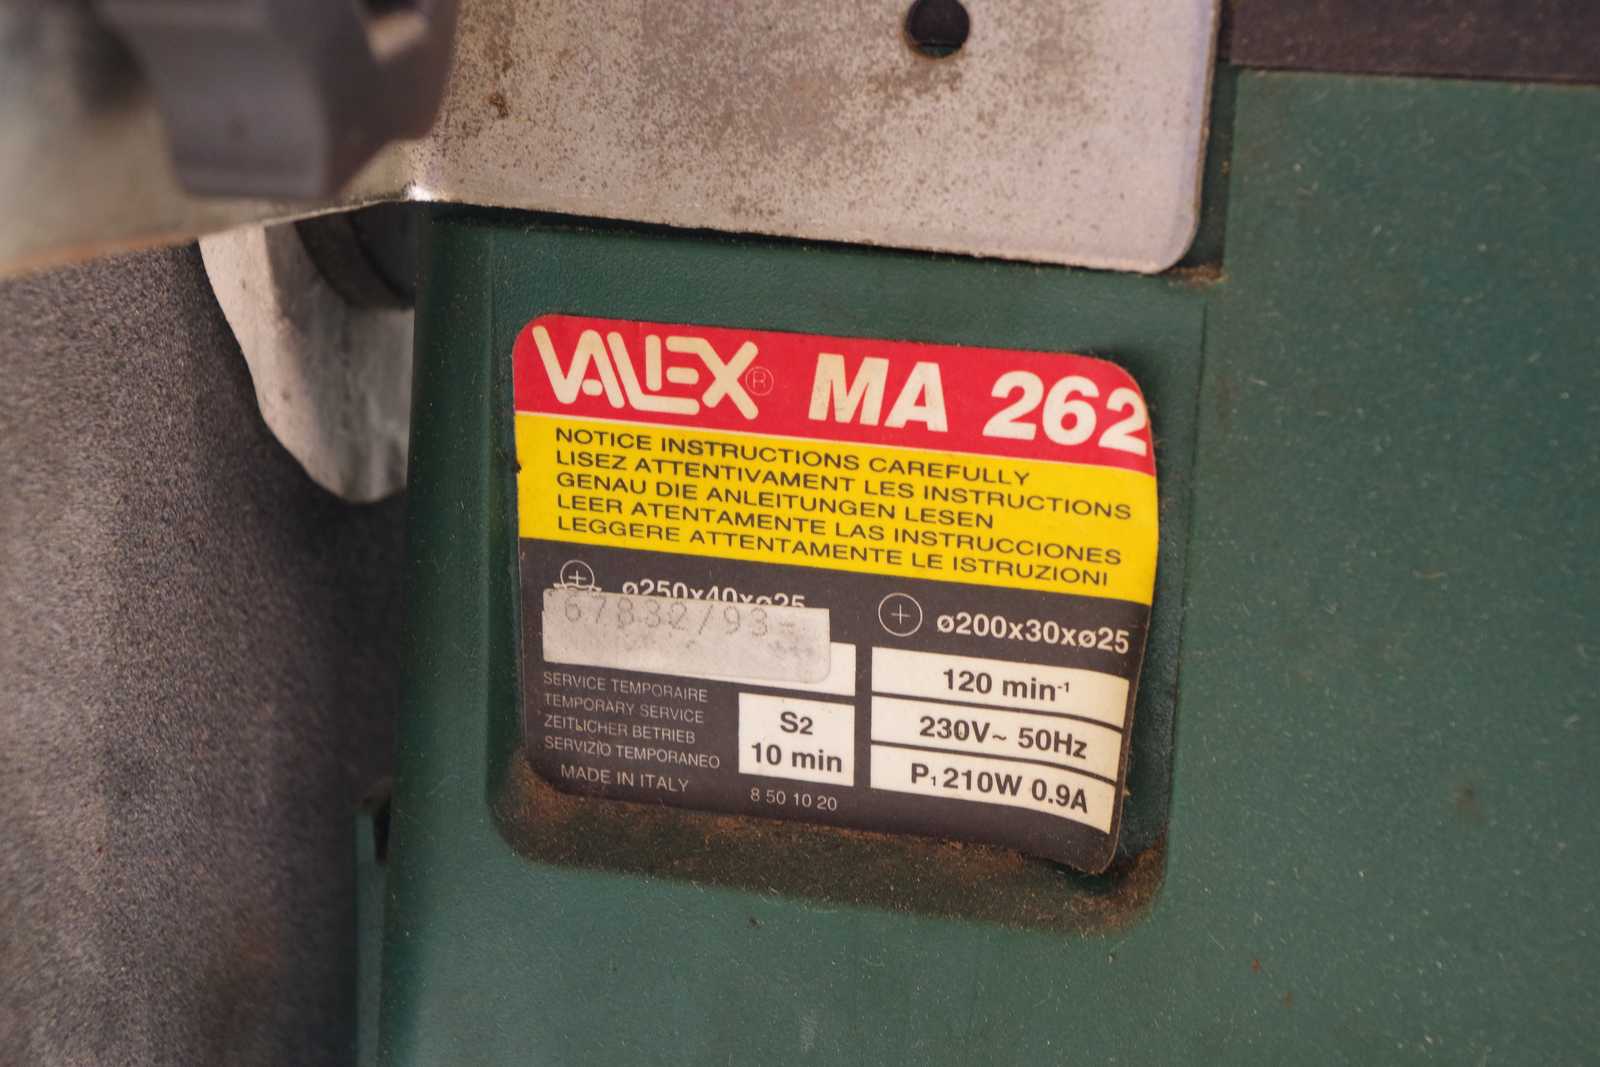 VALEX® MA 262
NOTICE INSTRUCTIONS CAREFULLY
LISEZ ATTENTIVAMENT LES INSTRUCTIONS
GENAU DIE ANLEITUNGEN LESEN
LEER ATENTAMENTE LAS INSTRUCCIONES
LEGGERE ATTENTAMENTE LE ISTRUZIONI
ø250x40xø25
67832/93-
ø200x30xø25
120 min-1
230V~ 50Hz
P1 210W 0.9A
SERVICE TEMPORAIRE
TEMPORARY SERVICE
ZEITLICHER BETRIEB
SERVIZIO TEMPORANEO
S2
10 min
MADE IN ITALY
8 50 10 20